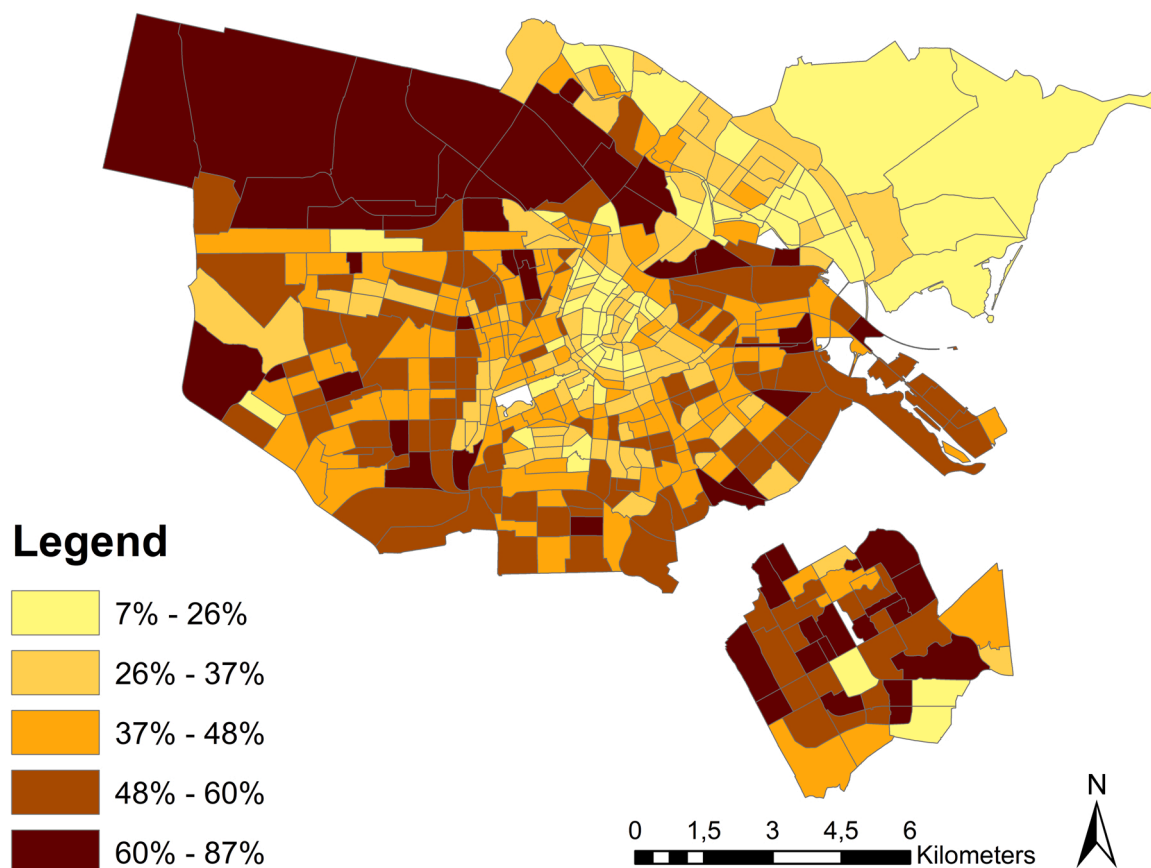 Legend
7% - 26%
26% - 37%
37% - 48%
48% - 60%
60% - 87%
0 1,5 3 4,5 6
Kilometers
N